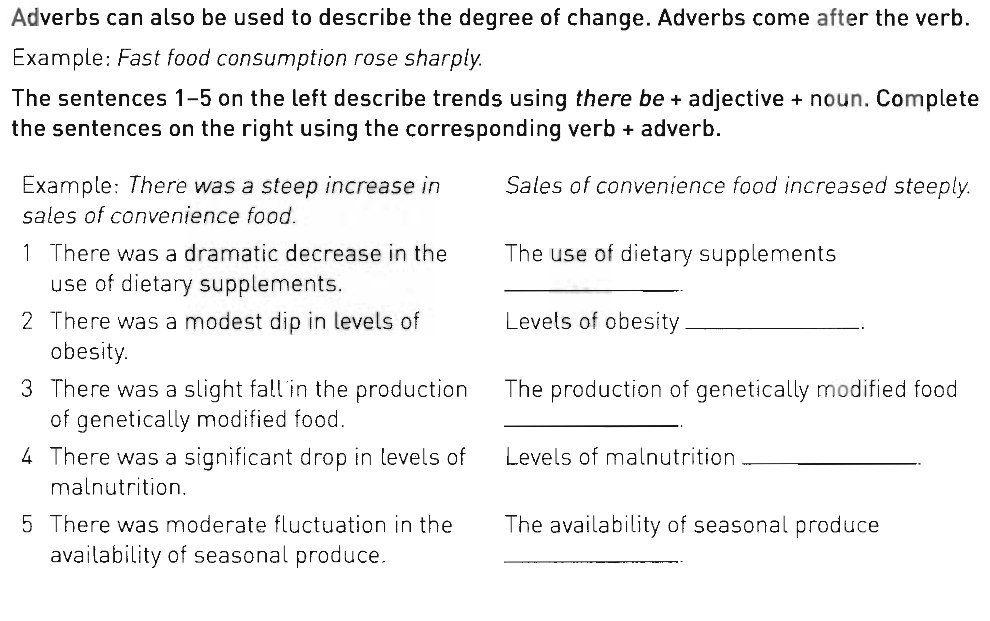 Adverbs can also be used to describe the degree of change. Adverbs come after the verb.
Example: Fast food consumption rose sharply.
The sentences 1–5 on the left describe trends using there be + adjective + noun. Complete
the sentences on the right using the corresponding verb + adverb.
Example: There was a steep increase in
sales of convenience food.
Sales of convenience food increased steeply.
1 There was a dramatic decrease in the
use of dietary supplements.
The use of dietary supplements
____________.
2 There was a modest dip in levels of
obesity.
Levels of obesity ____________.
3 There was a slight fall in the production
of genetically modified food.
The production of genetically modified food
____________.
4 There was a significant drop in levels of
malnutrition.
Levels of malnutrition ____________.
5 There was moderate fluctuation in the
availability of seasonal produce.
The availability of seasonal produce
____________.